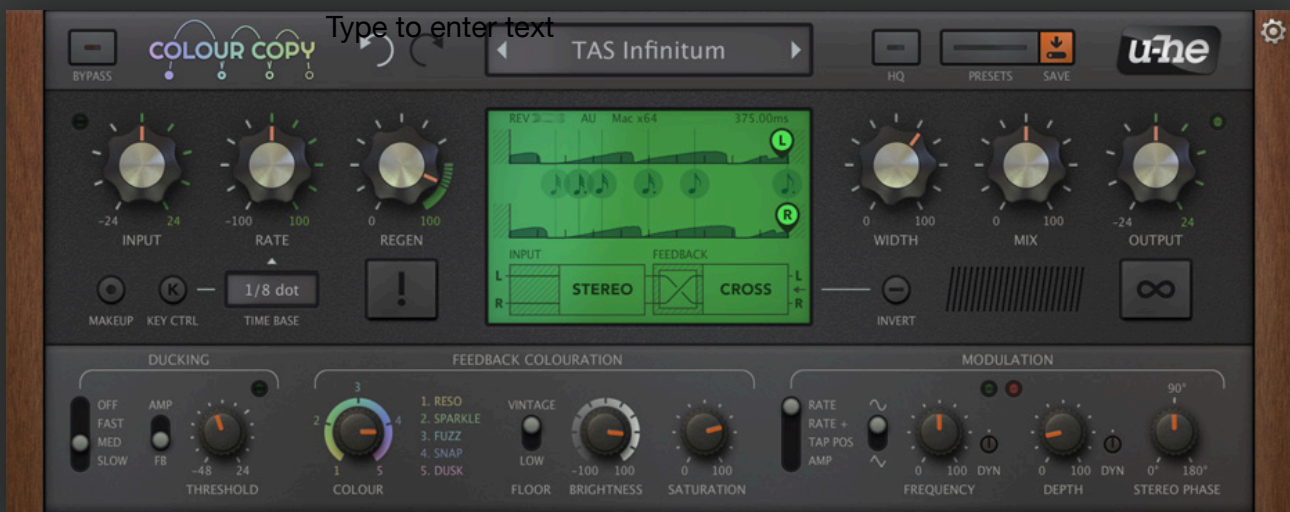 Type to enter text
COLOUR COPY
TAS Infinitum
u-he
BYPASS
HQ
PRESETS
SAVE
REV
AU
Mac x64
375.00ms
L
R
-24
24
INPUT
-100
100
RATE
0
100
REGEN
0
100
WIDTH
0
100
MIX
-24
24
OUTPUT
INPUT
FEEDBACK
L
R
STEREO
CROSS
L
R
K
MAKEUP
KEY CTRL
1/8 dot
TIME BASE
!
INVERT
∞
DUCKING
OFF
FAST
MED
SLOW
AMP
FB
-48
24
THRESHOLD
FEEDBACK COLOURATION
1
2
3
4
5
COLOUR
1. RESO
2. SPARKLE
3. FUZZ
4. SNAP
5. DUSK
VINTAGE
LOW
FLOOR
-100
100
BRIGHTNESS
0
100
SATURATION
MODULATION
RATE
RATE +
TAP POS
AMP
0
100
DYN
FREQUENCY
0
100
DYN
DEPTH
90°
0°
180°
STEREO PHASE